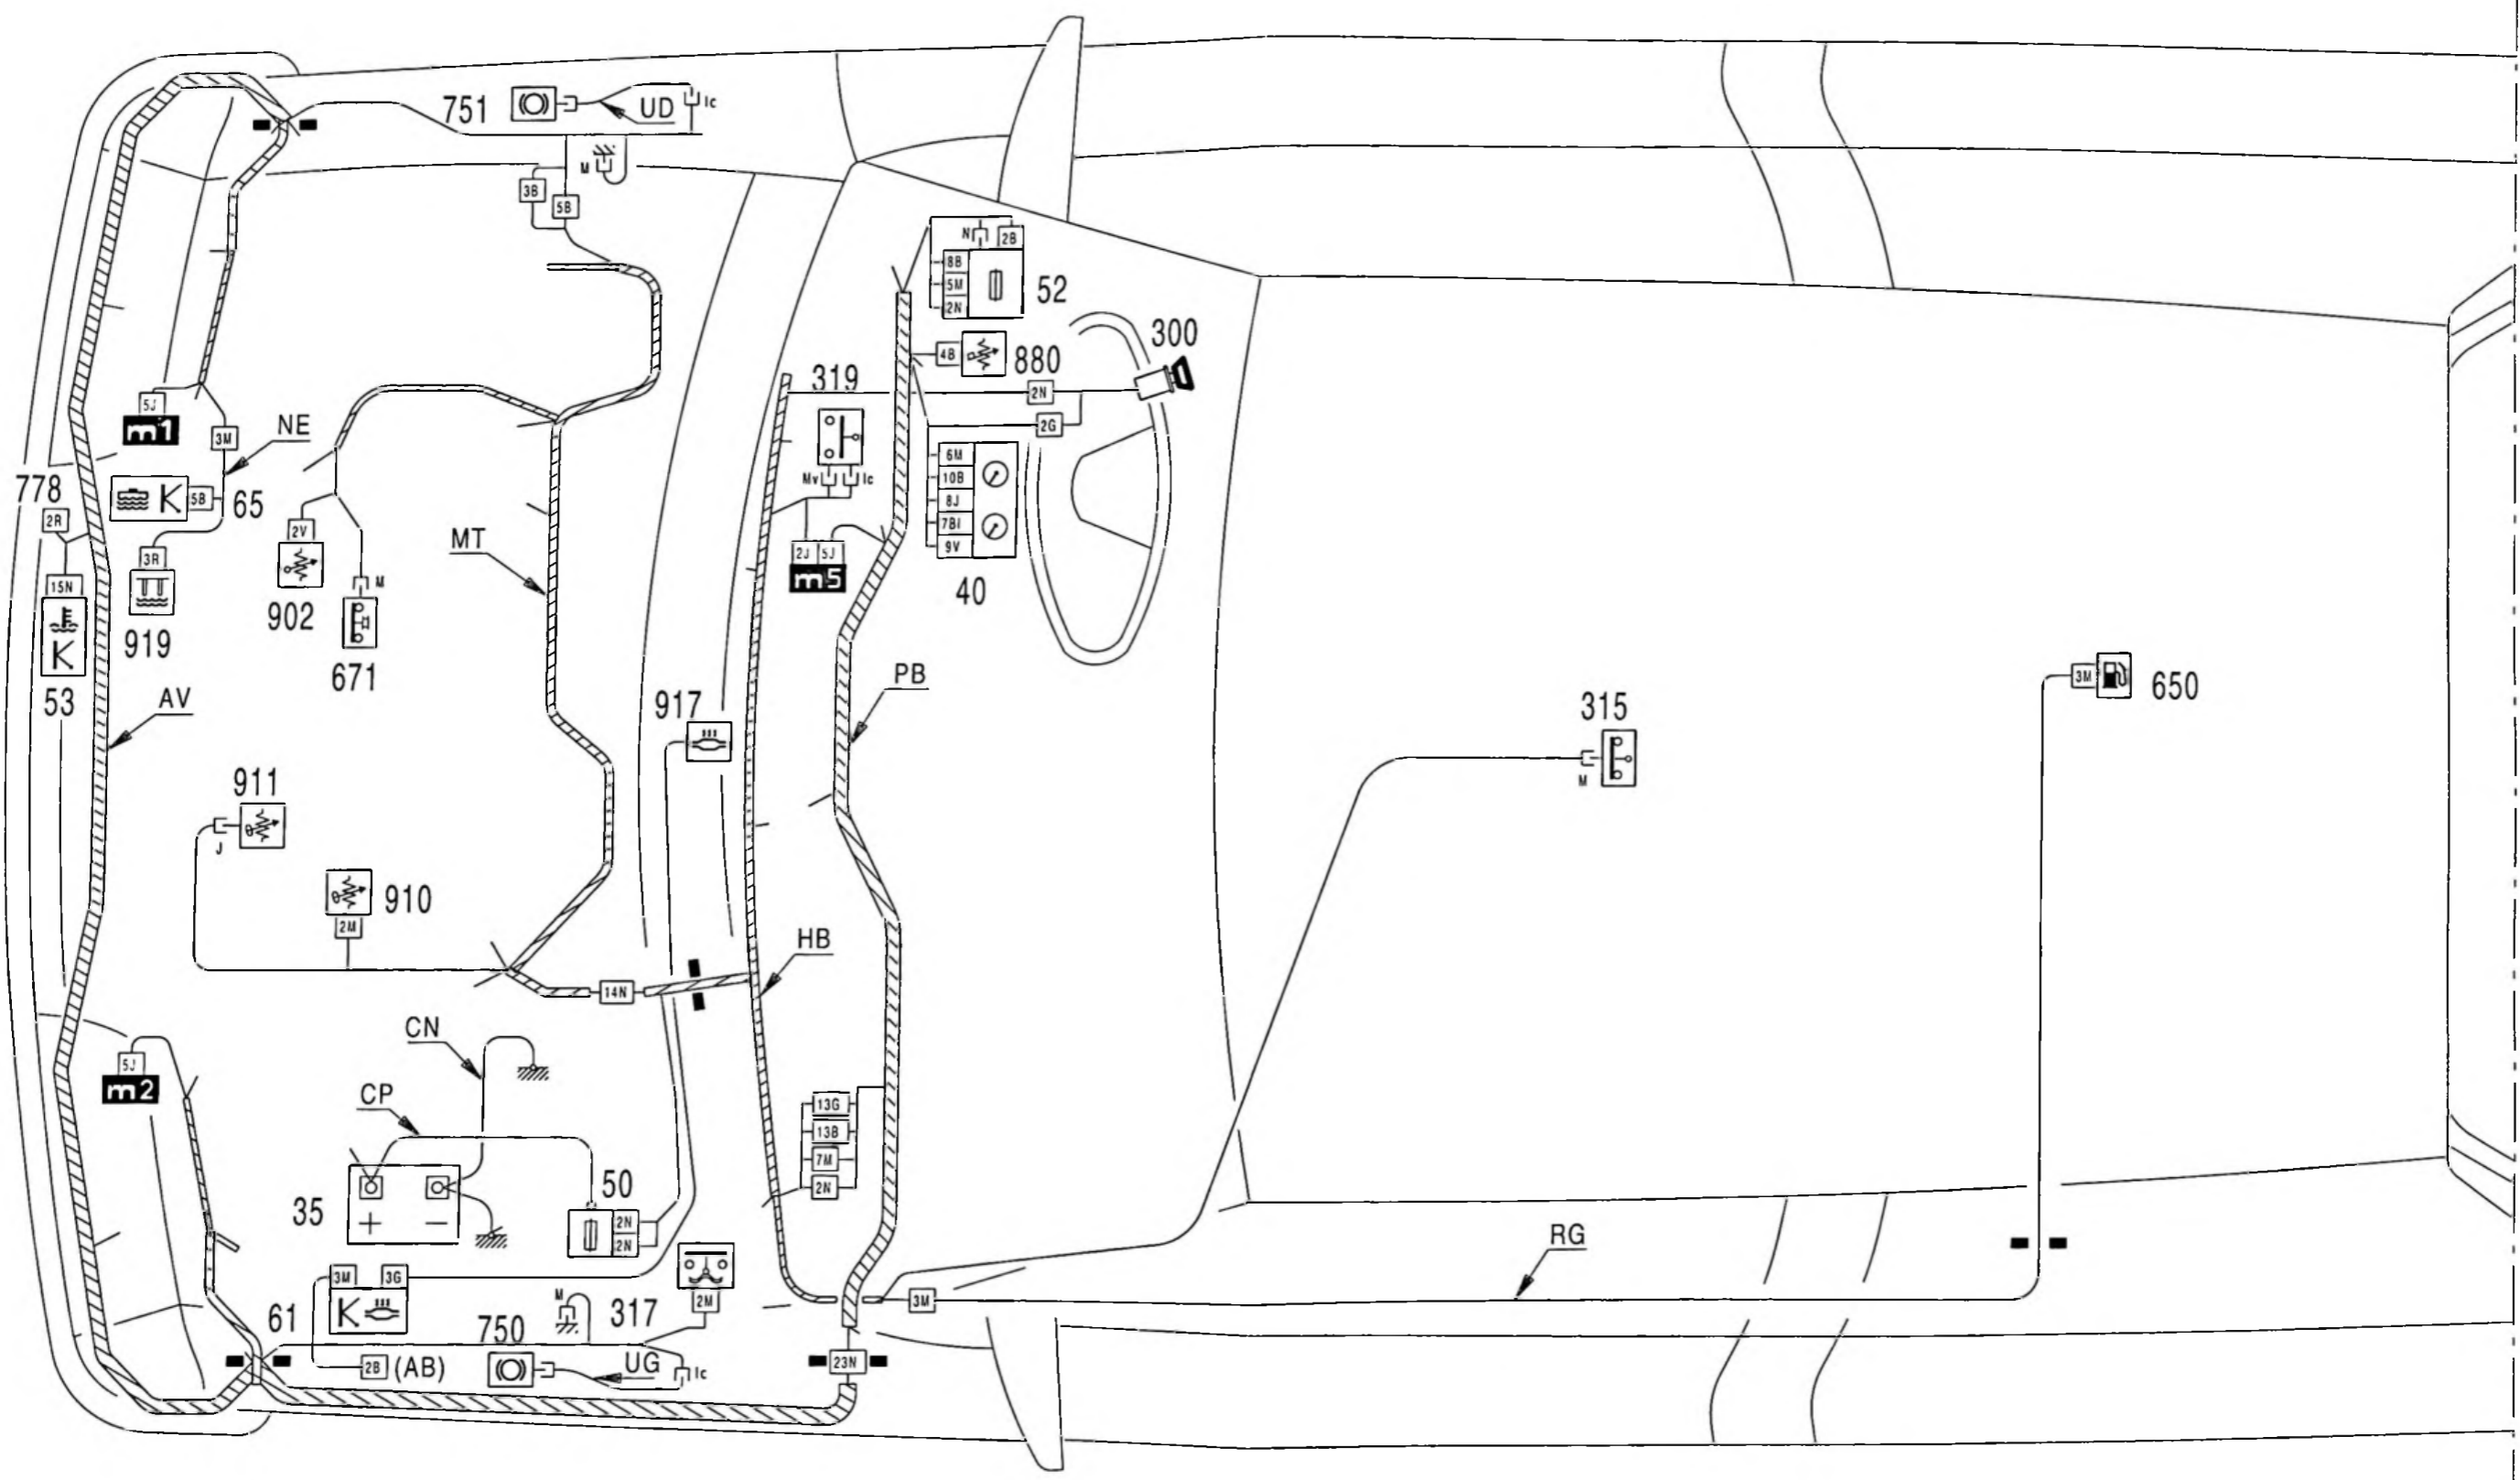 751
UD
Ic
M
3B
5B
N
2B
8B
5M
2N
52
300
4B
880
319
2N
2G
5J
m1
3M
NE
6M
10B
8J
7BI
9V
Mv
Ic
778
2R
5B
65
K
2V
MT
2J
5J
m5
40
3R
15N
M
902
919
K
671
53
AV
917
PB
3M
650
315
M
911
J
910
2M
HB
14N
CN
5J
m2
CP
13G
13B
7M
2N
35
+
−
50
2N
2N
RG
3M
3G
61
K
M
317
2M
3M
750
2B
(AB)
UG
Ic
23N